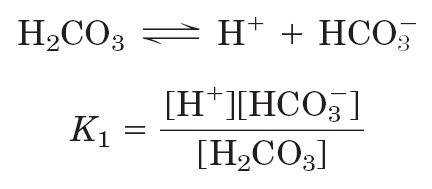 H₂CO₃ ⇌ H⁺ + HCO₃⁻
K₁ = [H⁺][HCO₃⁻] / [H₂CO₃]